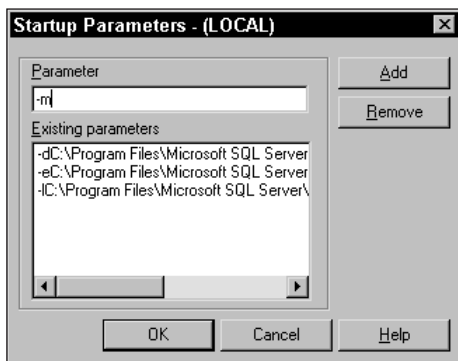 Startup Parameters - (LOCAL)
Parameter
-m
Existing parameters
-dC:\Program Files\Microsoft SQL Server
-eC:\Program Files\Microsoft SQL Server
-lC:\Program Files\Microsoft SQL Server\
Add
Remove
OK
Cancel
Help